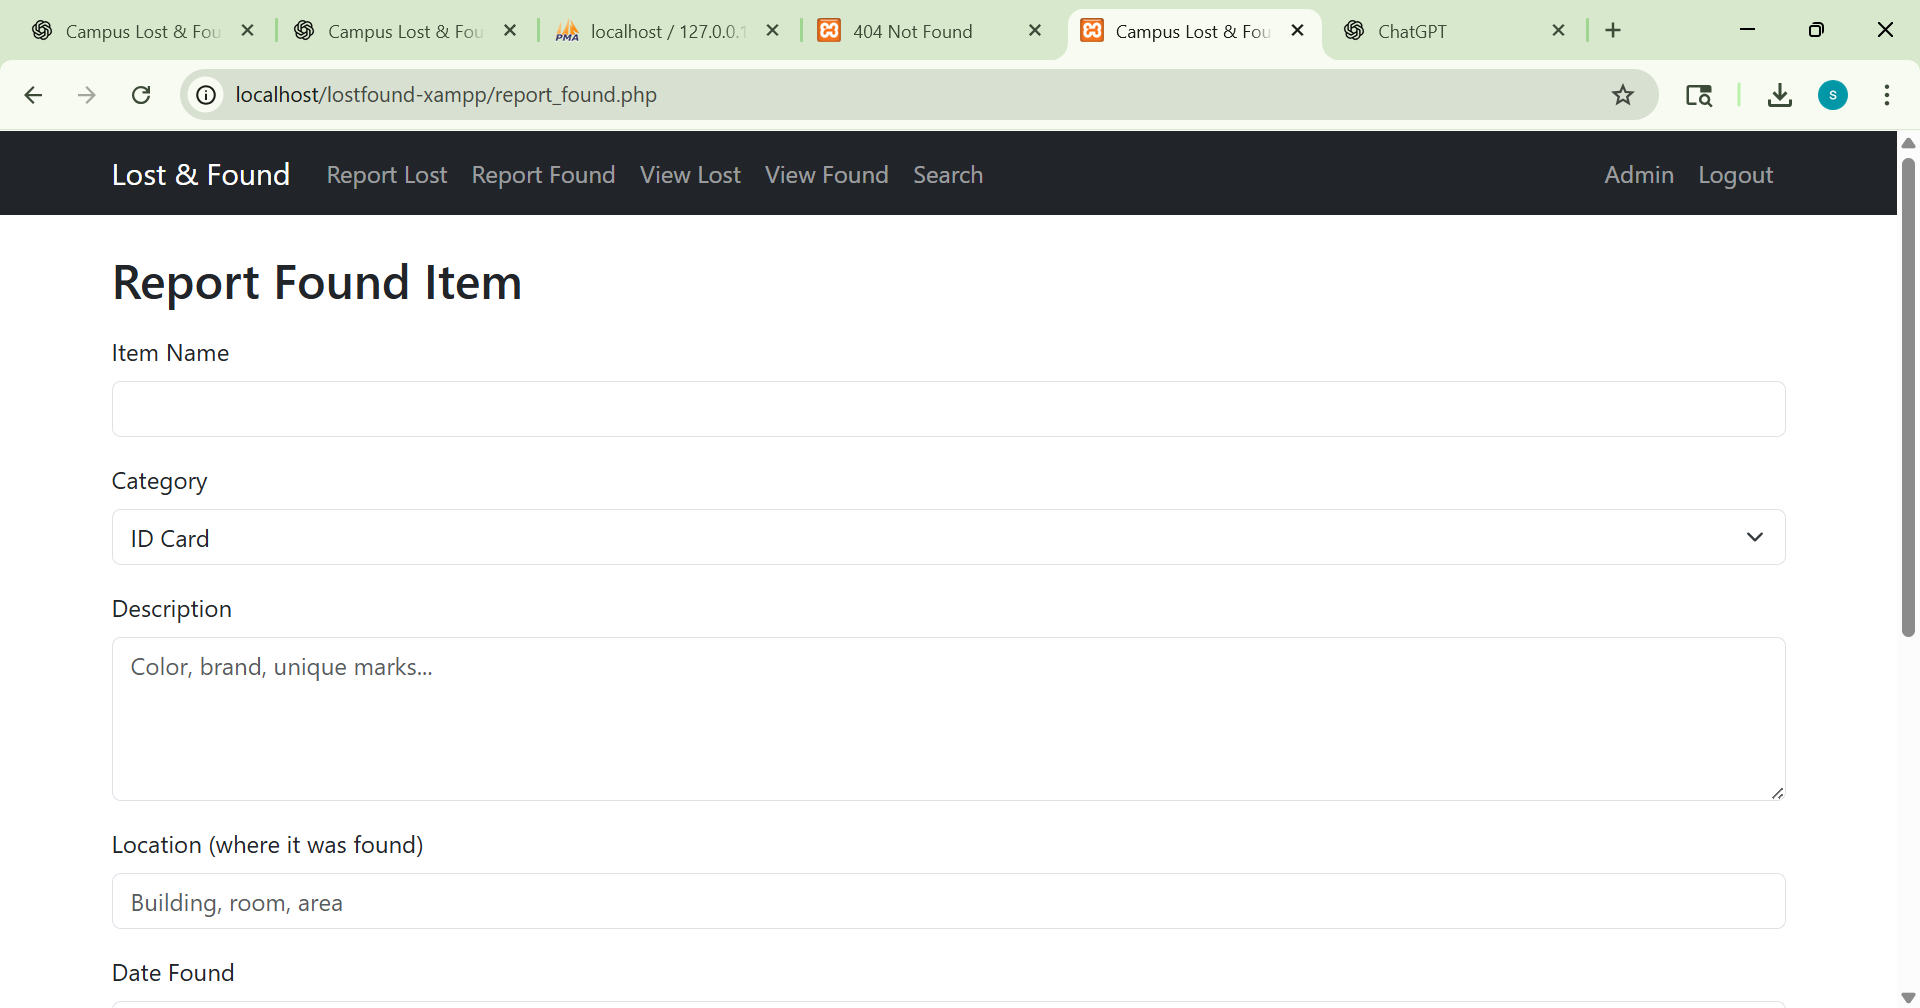 Campus Lost & Fou
Campus Lost & Fou
PMA
localhost / 127.0.0.1
404 Not Found
Campus Lost & Fou
ChatGPT
localhost/lostfound-xampp/report_found.php
s
Lost & Found Report Lost Report Found View Lost View Found Search Admin Logout
Report Found Item
Item Name
Category
ID Card
Description
Color, brand, unique marks...
Location (where it was found)
Building, room, area
Date Found